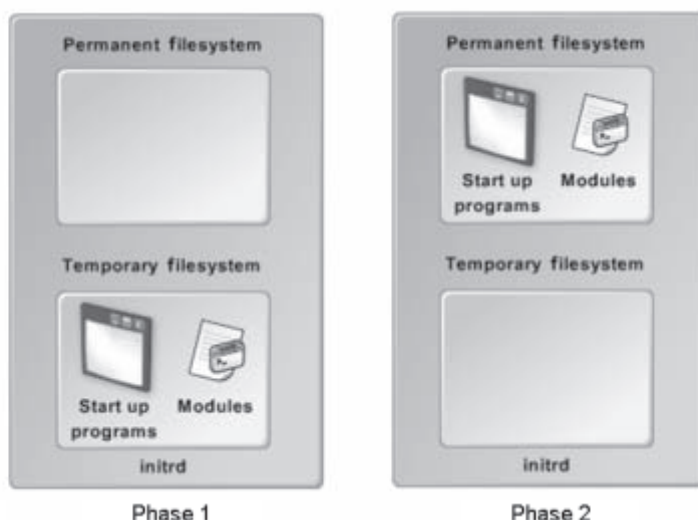 Permanent filesystem
Temporary filesystem
Start up
programs
Modules
initrd
Phase 1
Permanent filesystem
Start up
programs
Modules
Temporary filesystem
initrd
Phase 2